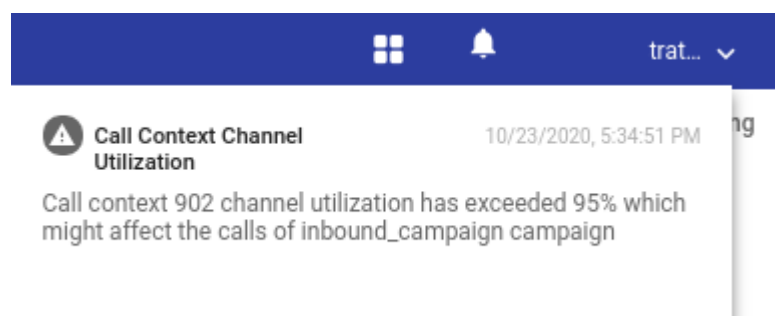 trat...
ng
Call Context Channel 10/23/2020, 5:34:51 PM
Utilization
Call context 902 channel utilization has exceeded 95% which
might affect the calls of inbound_campaign campaign